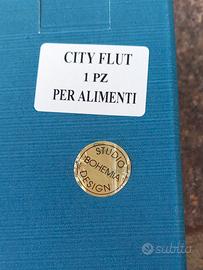 CITY FLUT
1 PZ
PER ALIMENTI
STUDIO
BOHEMIA
DESIGN
subito